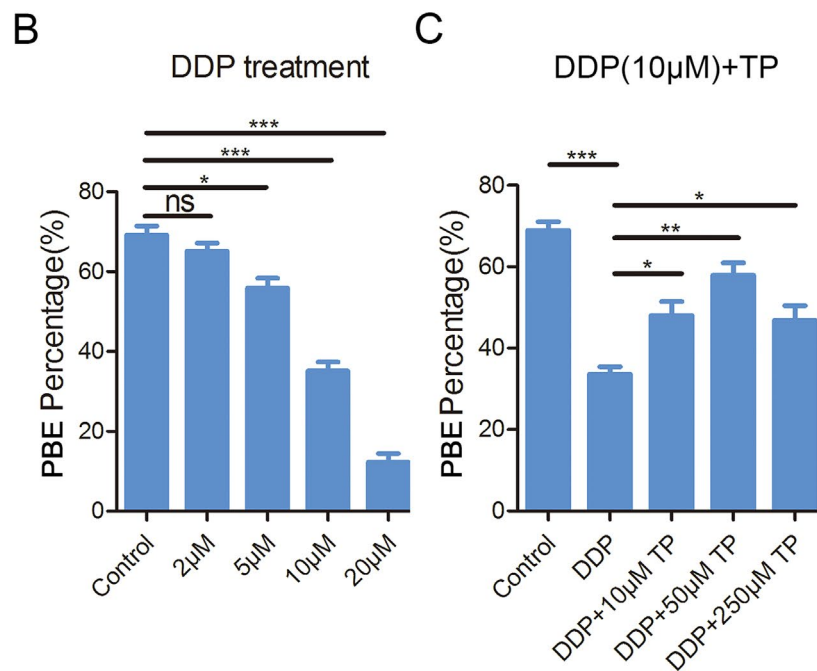 B
DDP treatment
***
***
*
ns
PBE Percentage(%)
80
60
40
20
0
Control
2µM
5µM
10µM
20µM
C
DDP(10µM)+TP
***
*
**
*
PBE Percentage(%)
80
60
40
20
0
Control
DDP
DDP+10µM TP
DDP+50µM TP
DDP+250µM TP